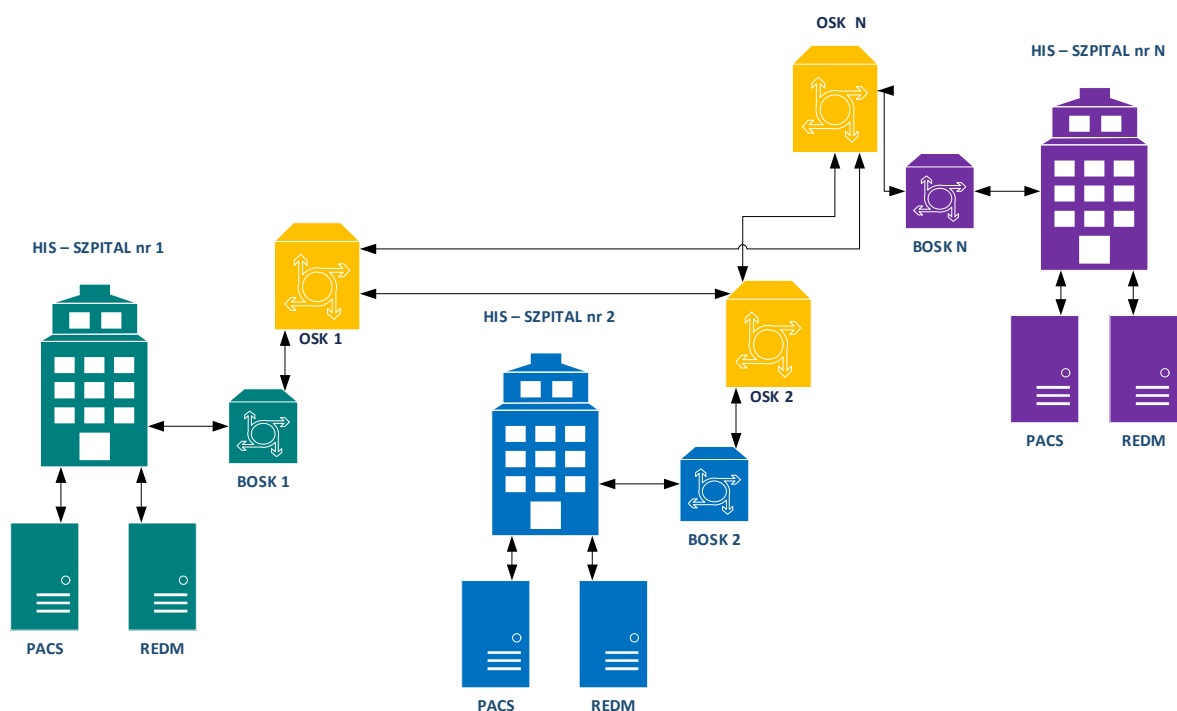 OSK N
HIS – SZPITAL nr N
BOSK N
HIS – SZPITAL nr 1
HIS – SZPITAL nr 2
OSK 1
OSK 2
PACS
REDM
BOSK 1
BOSK 2
PACS
REDM
PACS
REDM